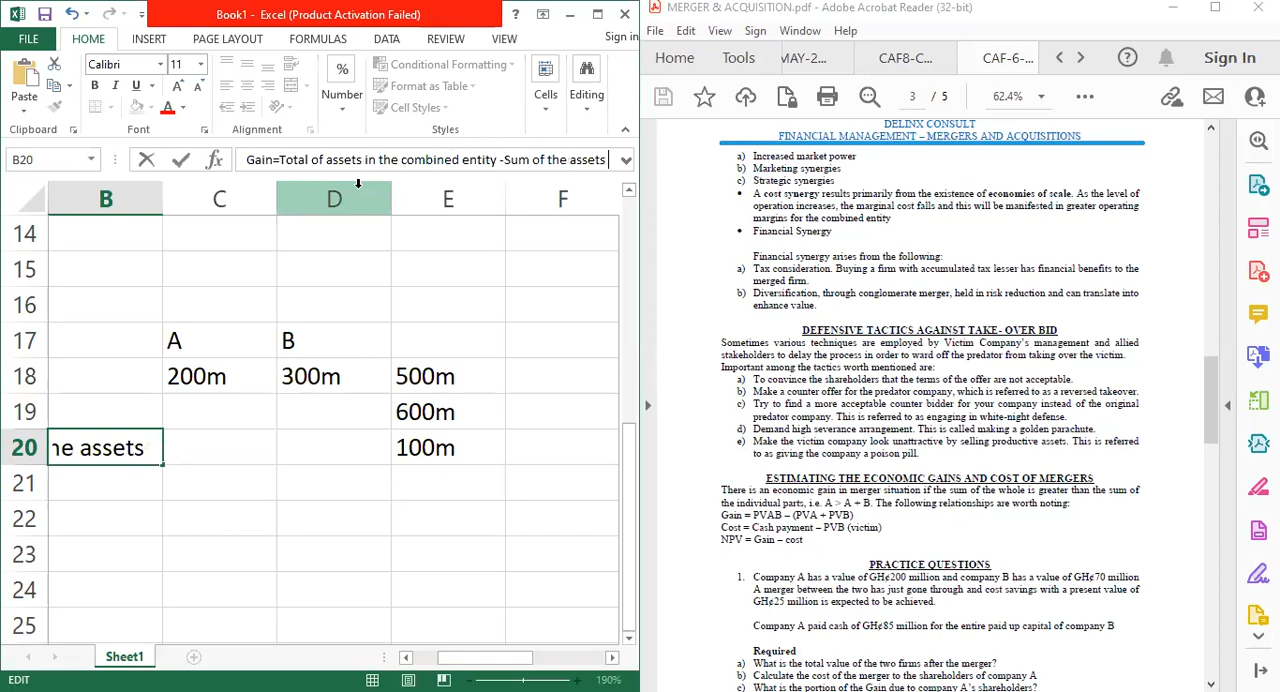 Book1 - Excel (Product Activation Failed)
?
FILE
HOME
INSERT
PAGE LAYOUT
FORMULAS
DATA
REVIEW
VIEW
Sign in
Paste
Calibri
11
B I U
A A
A
%
Number
Conditional Formatting
Format as Table
Cell Styles
Cells
Editing
Clipboard
Font
Alignment
Styles
B20
fx
Gain=Total of assets in the combined entity -Sum of the assets
B C D E F
14
15
16
17 A B
18 200m 300m 500m
19 600m
20 ne assets 100m
21
22
23
24
25
Sheet1
EDIT
190%
MERGER & ACQUISITION.pdf - Adobe Acrobat Reader (32-bit)
File Edit View Sign Window Help
Home
Tools
MAY-2...
CAF8-C...
CAF-6-...
Sign In
3 / 5
62.4%
DELINX CONSULT
FINANCIAL MANAGEMENT – MERGERS AND ACQUISITIONS
a) Increased market power
b) Marketing synergies
c) Strategic synergies
• A cost synergy results primarily from the existence of economies of scale. As the level of
operation increases, the marginal cost falls and this will be manifested in greater operating
margins for the combined entity
• Financial Synergy
Financial synergy arises from the following:
a) Tax consideration. Buying a firm with accumulated tax lesser has financial benefits to the
merged firm.
b) Diversification, through conglomerate merger, held in risk reduction and can translate into
enhance value.
DEFENSIVE TACTICS AGAINST TAKE- OVER BID
Sometimes various techniques are employed by Victim Company's management and allied
stakeholders to delay the process in order to ward off the predator from taking over the victim.
Important among the tactics worth mentioned are:
a) To convince the shareholders that the terms of the offer are not acceptable.
b) Make a counter offer for the predator company, which is referred to as a reversed takeover.
c) Try to find a more acceptable counter bidder for your company instead of the original
predator company. This is referred to as engaging in white-night defense.
d) Demand high severance arrangement. This is called making a golden parachute.
e) Make the victim company look unattractive by selling productive assets. This is referred
to as giving the company a poison pill.
ESTIMATING THE ECONOMIC GAINS AND COST OF MERGERS
There is an economic gain in merger situation if the sum of the whole is greater than the sum of
the individual parts, i.e. A > A + B. The following relationships are worth noting:
Gain = PVAB – (PVA + PVB)
Cost = Cash payment – PVB (victim)
NPV = Gain – cost
PRACTICE QUESTIONS
1. Company A has a value of GH¢200 million and company B has a value of GH¢70 million
A merger between the two has just gone through and cost savings with a present value of
GH¢25 million is expected to be achieved.
Company A paid cash of GH¢85 million for the entire paid up capital of company B
Required
a) What is the total value of the two firms after the merger?
b) Calculate the cost of the merger to the shareholders of company A
c) What is the portion of the Gain due to company A's shareholders?